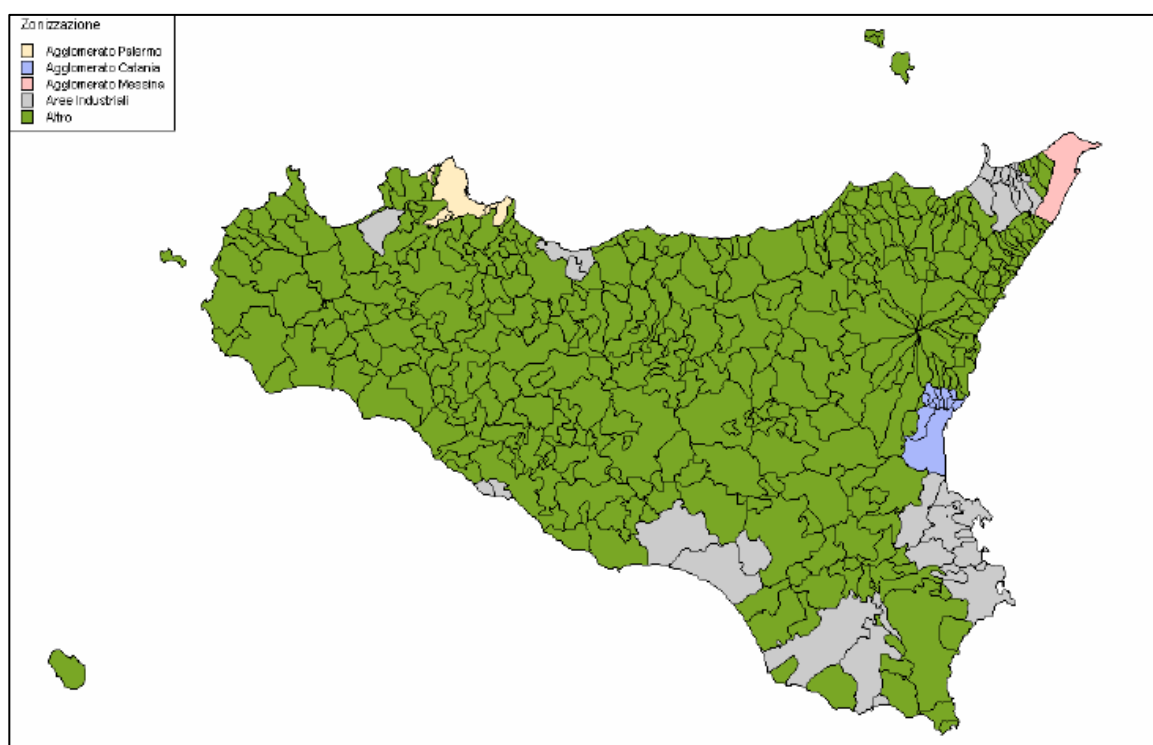 Zonizzazione
Agglomerato Palermo
Agglomerato Catania
Agglomerato Messina
Aree Industriali
Altro